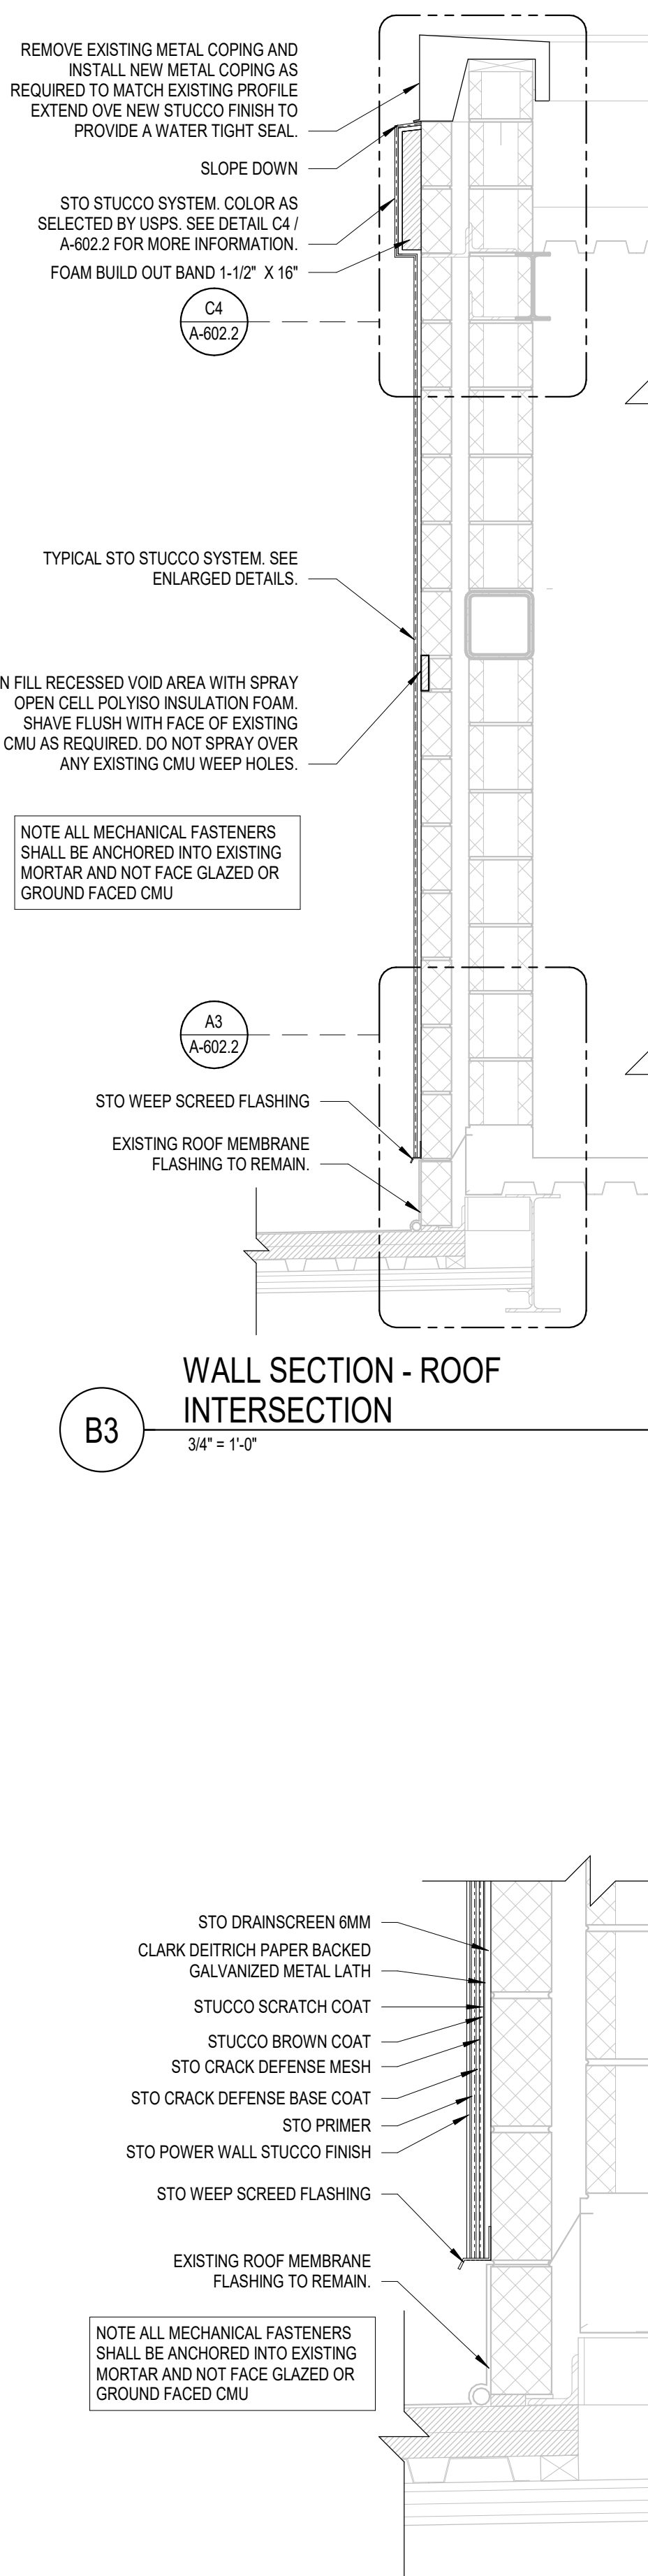 REMOVE EXISTING METAL COPING AND
INSTALL NEW METAL COPING AS
REQUIRED TO MATCH EXISTING PROFILE
EXTEND OVE NEW STUCCO FINISH TO
PROVIDE A WATER TIGHT SEAL.
SLOPE DOWN
STO STUCCO SYSTEM. COLOR AS
SELECTED BY USPS. SEE DETAIL C4 /
A-602.2 FOR MORE INFORMATION.
FOAM BUILD OUT BAND 1-1/2" X 16"
C4
A-602.2
TYPICAL STO STUCCO SYSTEM. SEE
ENLARGED DETAILS.
N FILL RECESSED VOID AREA WITH SPRAY
OPEN CELL POLYISO INSULATION FOAM.
SHAVE FLUSH WITH FACE OF EXISTING
CMU AS REQUIRED. DO NOT SPRAY OVER
ANY EXISTING CMU WEEP HOLES.
NOTE ALL MECHANICAL FASTENERS
SHALL BE ANCHORED INTO EXISTING
MORTAR AND NOT FACE GLAZED OR
GROUND FACED CMU
A3
A-602.2
STO WEEP SCREED FLASHING
EXISTING ROOF MEMBRANE
FLASHING TO REMAIN.
WALL SECTION - ROOF
INTERSECTION
B3
3/4" = 1'-0"
STO DRAINSCREEN 6MM
CLARK DEITRICH PAPER BACKED
GALVANIZED METAL LATH
STUCCO SCRATCH COAT
STUCCO BROWN COAT
STO CRACK DEFENSE MESH
STO CRACK DEFENSE BASE COAT
STO PRIMER
STO POWER WALL STUCCO FINISH
STO WEEP SCREED FLASHING
EXISTING ROOF MEMBRANE
FLASHING TO REMAIN.
NOTE ALL MECHANICAL FASTENERS
SHALL BE ANCHORED INTO EXISTING
MORTAR AND NOT FACE GLAZED OR
GROUND FACED CMU